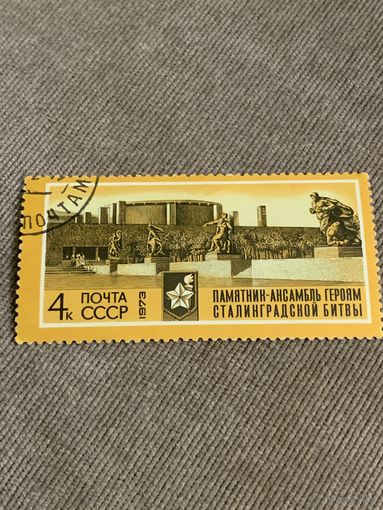 ПОЧТАМ
4к
ПОЧТА
СССР
1973
ПАМЯТНИК-АНСАМБЛЬ ГЕРОЯМ
СТАЛИНГРАДСКОЙ БИТВЫ